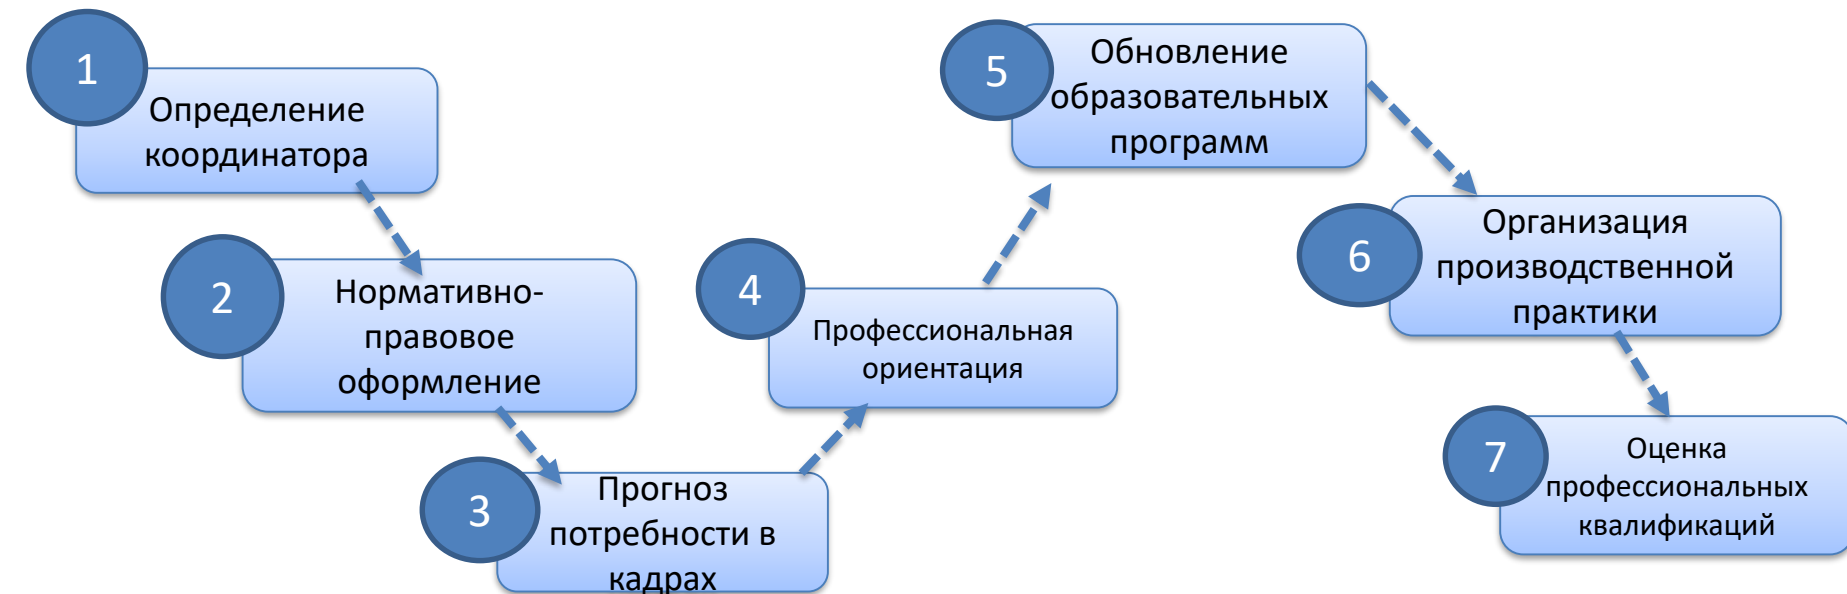 1
Определение
координатора
2
Нормативно-
правовое
оформление
3
Прогноз
потребности в
кадрах
4
Профессиональная
ориентация
5
Обновление
образовательных
программ
6
Организация
производственной
практики
7
Оценка
профессиональных
квалификаций